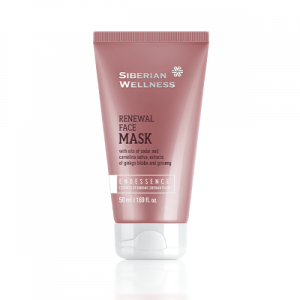 SIBERIAN
WELLNESS
RENEWAL
FACE
MASK
with oils of cedar and
camelina sativa, extracts
of ginkgo biloba and ginseng
50 ml / 1.69 fl. oz.